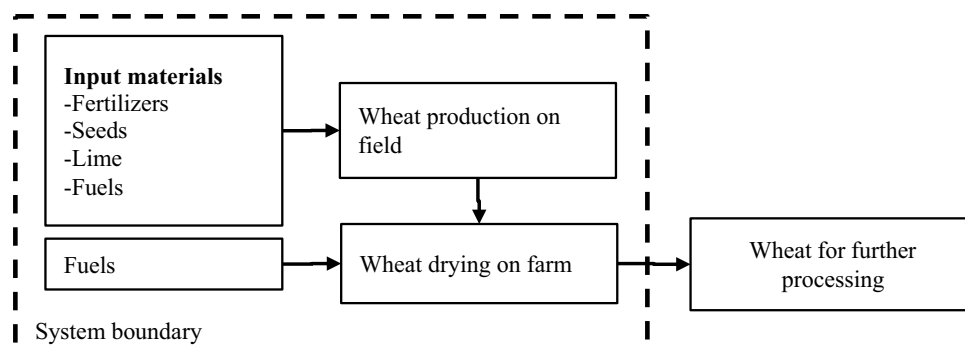 Input materials
-Fertilizers
-Seeds
-Lime
-Fuels
Wheat production on
field
Fuels
Wheat drying on farm
Wheat for further
processing
System boundary